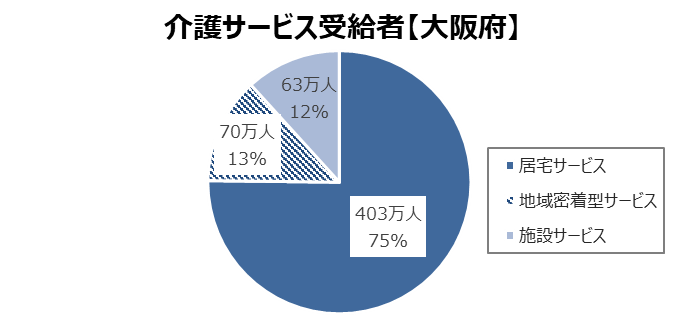 介護サービス受給者【大阪府】
63万人
12%
70万人
13%
403万人
75%
居宅サービス
地域密着型サービス
施設サービス